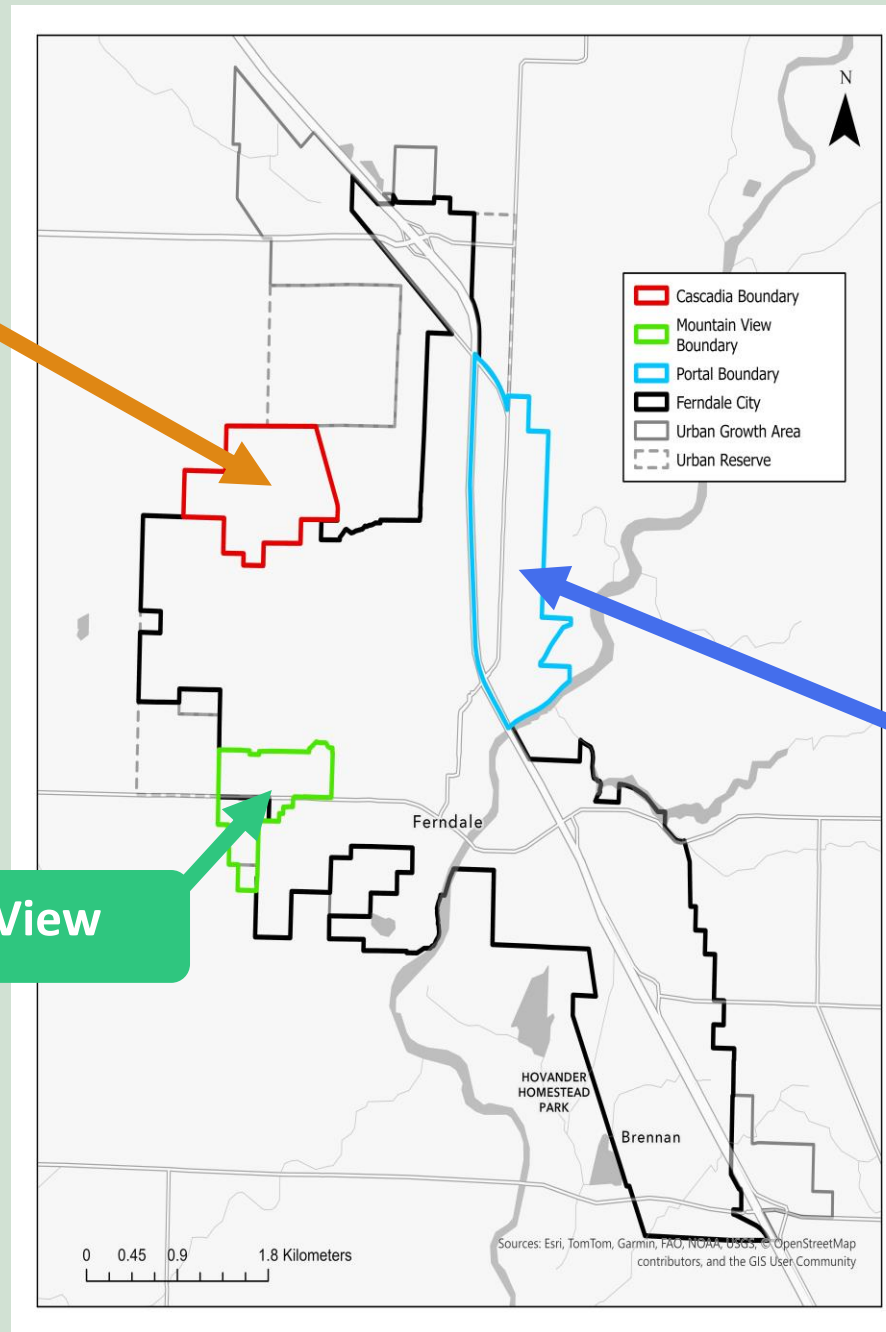 N
Cascadia Boundary
Mountain View
Boundary
Portal Boundary
Ferndale City
Urban Growth Area
Urban Reserve
Ferndale
View
HOVANDER
HOMESTEAD
PARK
Brennan
0 0.45 0.9 1.8 Kilometers
Sources: Esri, TomTom, Garmin, FAO, NOAA, USGS, © OpenStreetMap
contributors, and the GIS User Community